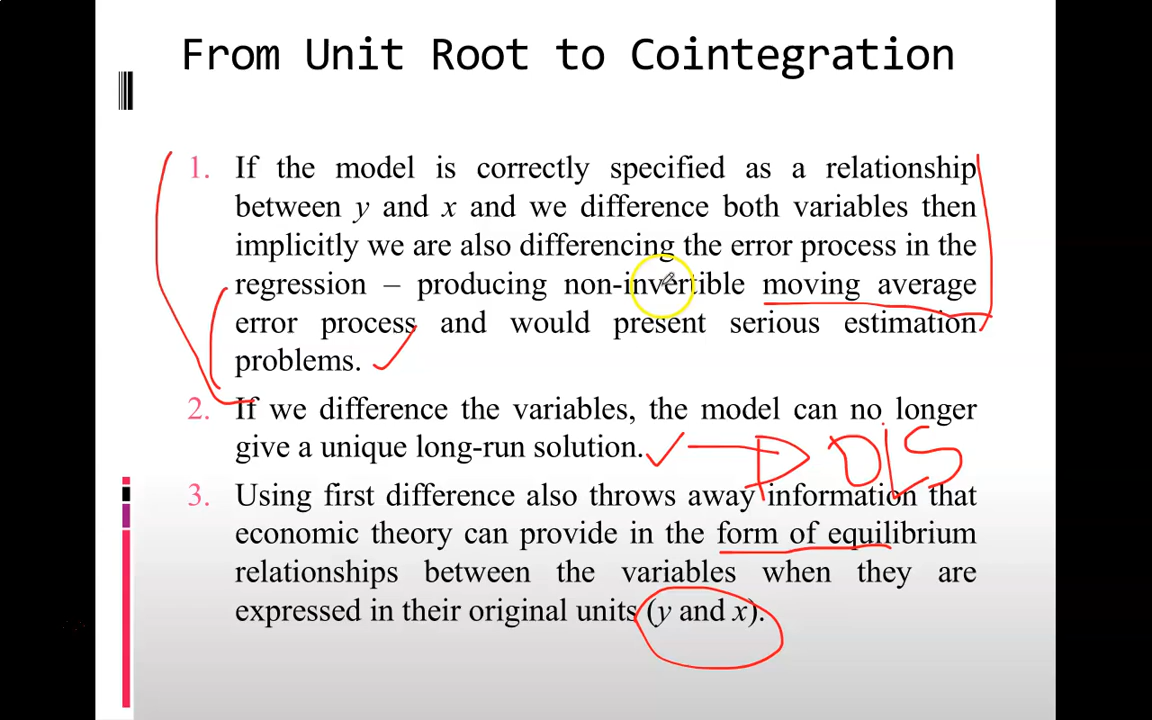 From Unit Root to Cointegration
1. If the model is correctly specified as a relationship
between y and x and we difference both variables then
implicitly we are also differencing the error process in the
regression – producing non-invertible moving average
error process and would present serious estimation
problems.
2. If we difference the variables, the model can no longer
give a unique long-run solution.
OLS
3. Using first difference also throws away information that
economic theory can provide in the form of equilibrium
relationships between the variables when they are
expressed in their original units (y and x).